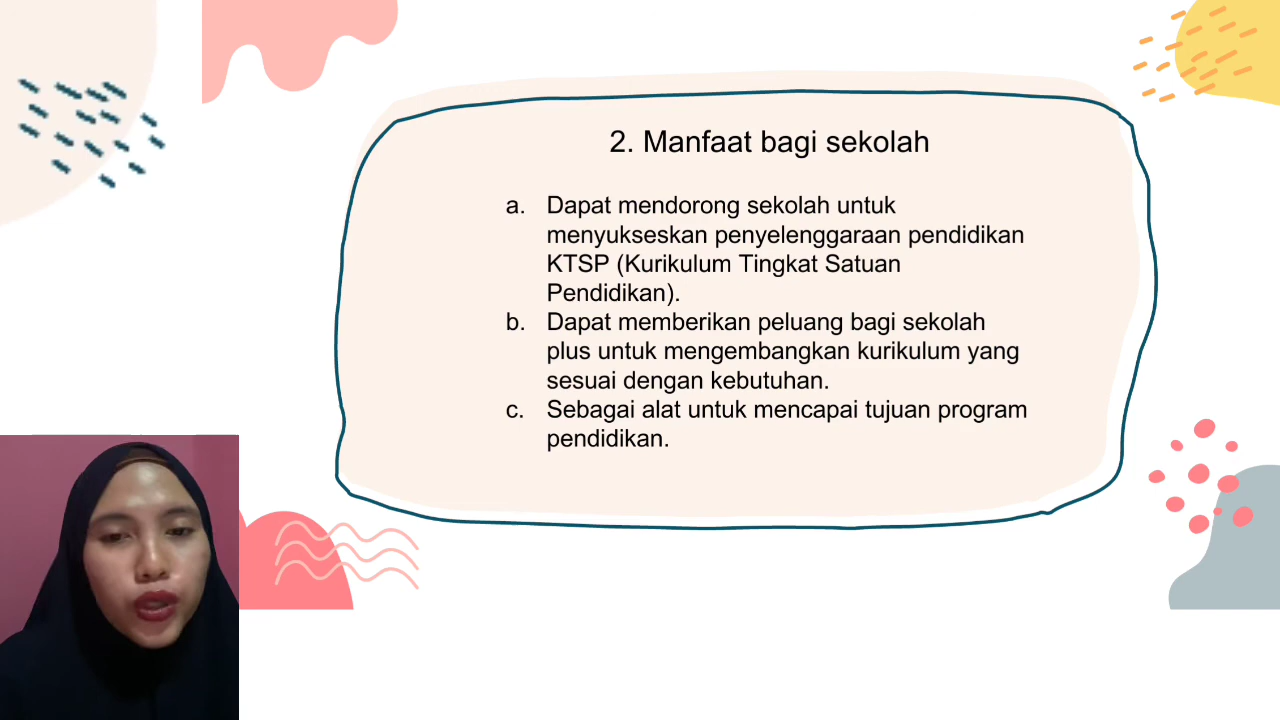 2. Manfaat bagi sekolah
a. Dapat mendorong sekolah untuk
menyukseskan penyelenggaraan pendidikan
KTSP (Kurikulum Tingkat Satuan
Pendidikan).
b. Dapat memberikan peluang bagi sekolah
plus untuk mengembangkan kurikulum yang
sesuai dengan kebutuhan.
c. Sebagai alat untuk mencapai tujuan program
pendidikan.